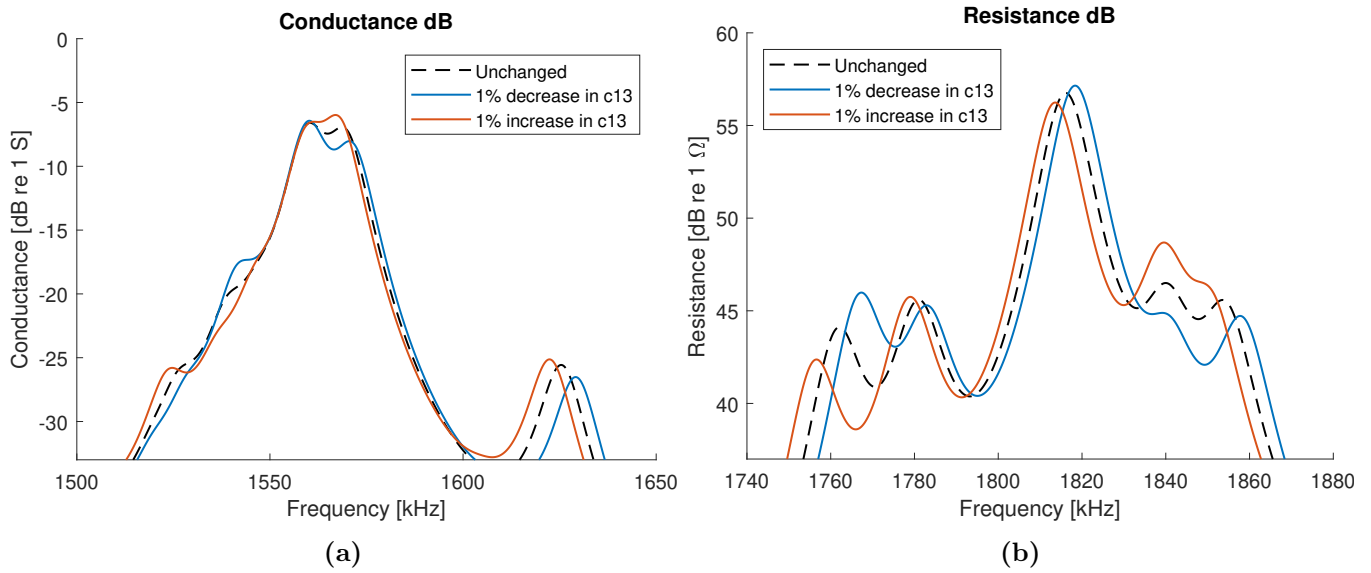 Conductance dB
0
-5
-10
-15
-20
-25
-30
Conductance [dB re 1 S]
Unchanged
1% decrease in c13
1% increase in c13
1500
1550
1600
1650
Frequency [kHz]
(a)
Resistance dB
60
55
50
45
40
Resistance [dB re 1 Ω]
Unchanged
1% decrease in c13
1% increase in c13
1740
1760
1780
1800
1820
1840
1860
1880
Frequency [kHz]
(b)